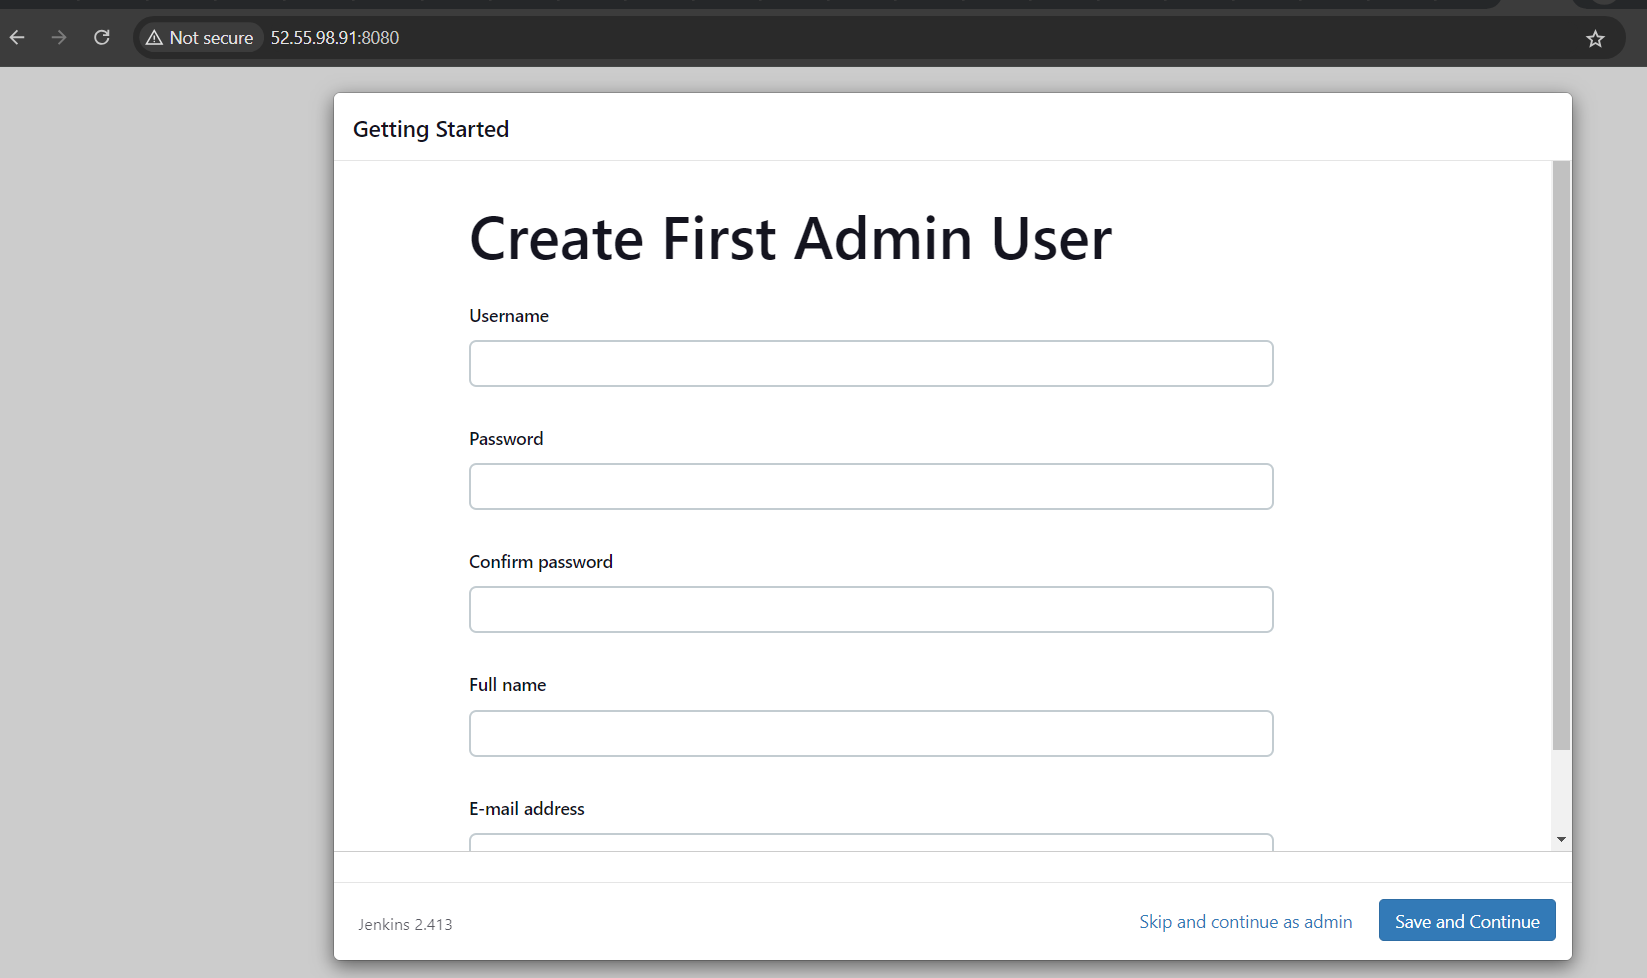 Not secure 52.55.98.91:8080
Getting Started
Create First Admin User
Username
Password
Confirm password
Full name
E-mail address
Jenkins 2.413
Skip and continue as admin
Save and Continue